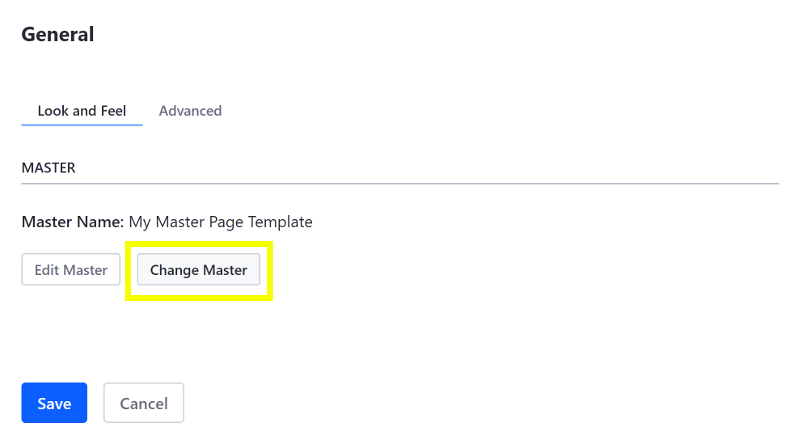 General
Look and Feel Advanced
MASTER
Master Name: My Master Page Template
Edit Master Change Master
Save Cancel